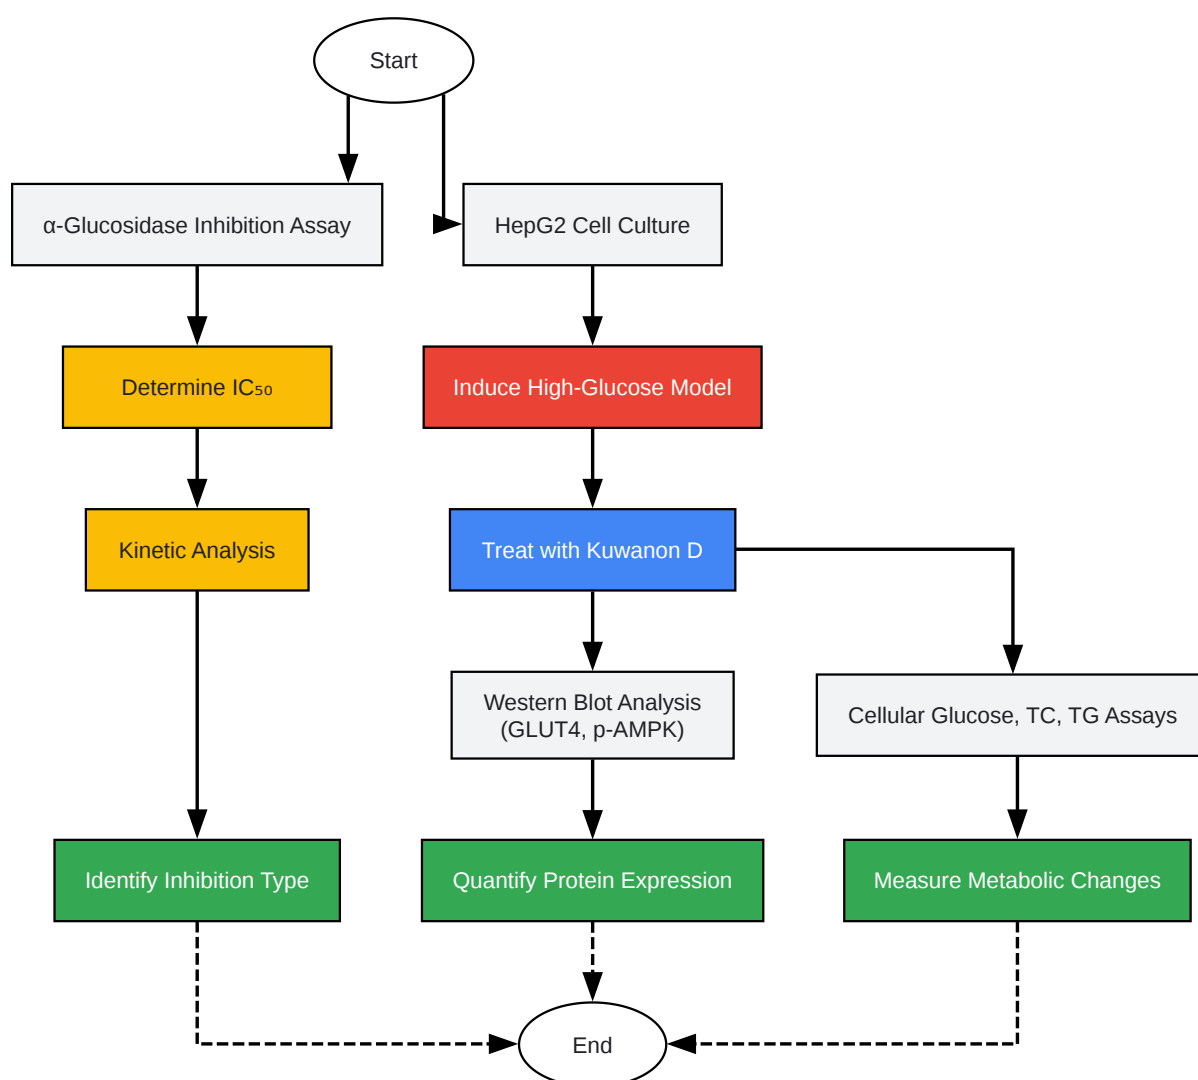 Start
α-Glucosidase Inhibition Assay
HepG2 Cell Culture
Determine IC₅₀
Induce High-Glucose Model
Kinetic Analysis
Treat with Kuwanon D
Western Blot Analysis
(GLUT4, p-AMPK)
Cellular Glucose, TC, TG Assays
Identify Inhibition Type
Quantify Protein Expression
Measure Metabolic Changes
End